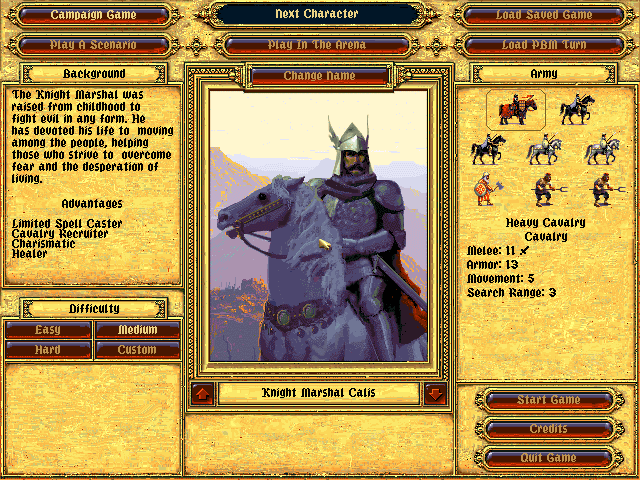 Campaign Game
Next Character
Load Saved Game
Play A Scenario
Play In The Arena
Load PBM Turn
Background
Change Name
Army
The Knight Marshal was
raised from childhood to
fight evil in any form. He
has devoted his life to moving
among the people, helping
those who strive to overcome
fear and the desperation of
living.
Advantages
Limited Spell Caster
Cavalry Recruiter
Charismatic
Healer
Heavy Cavalry
Cavalry
Melee: 11
Armor: 13
Movement: 5
Search Range: 3
Difficulty
Easy
Medium
Hard
Custom
Knight Marshal Calis
Start Game
Credits
Quit Game